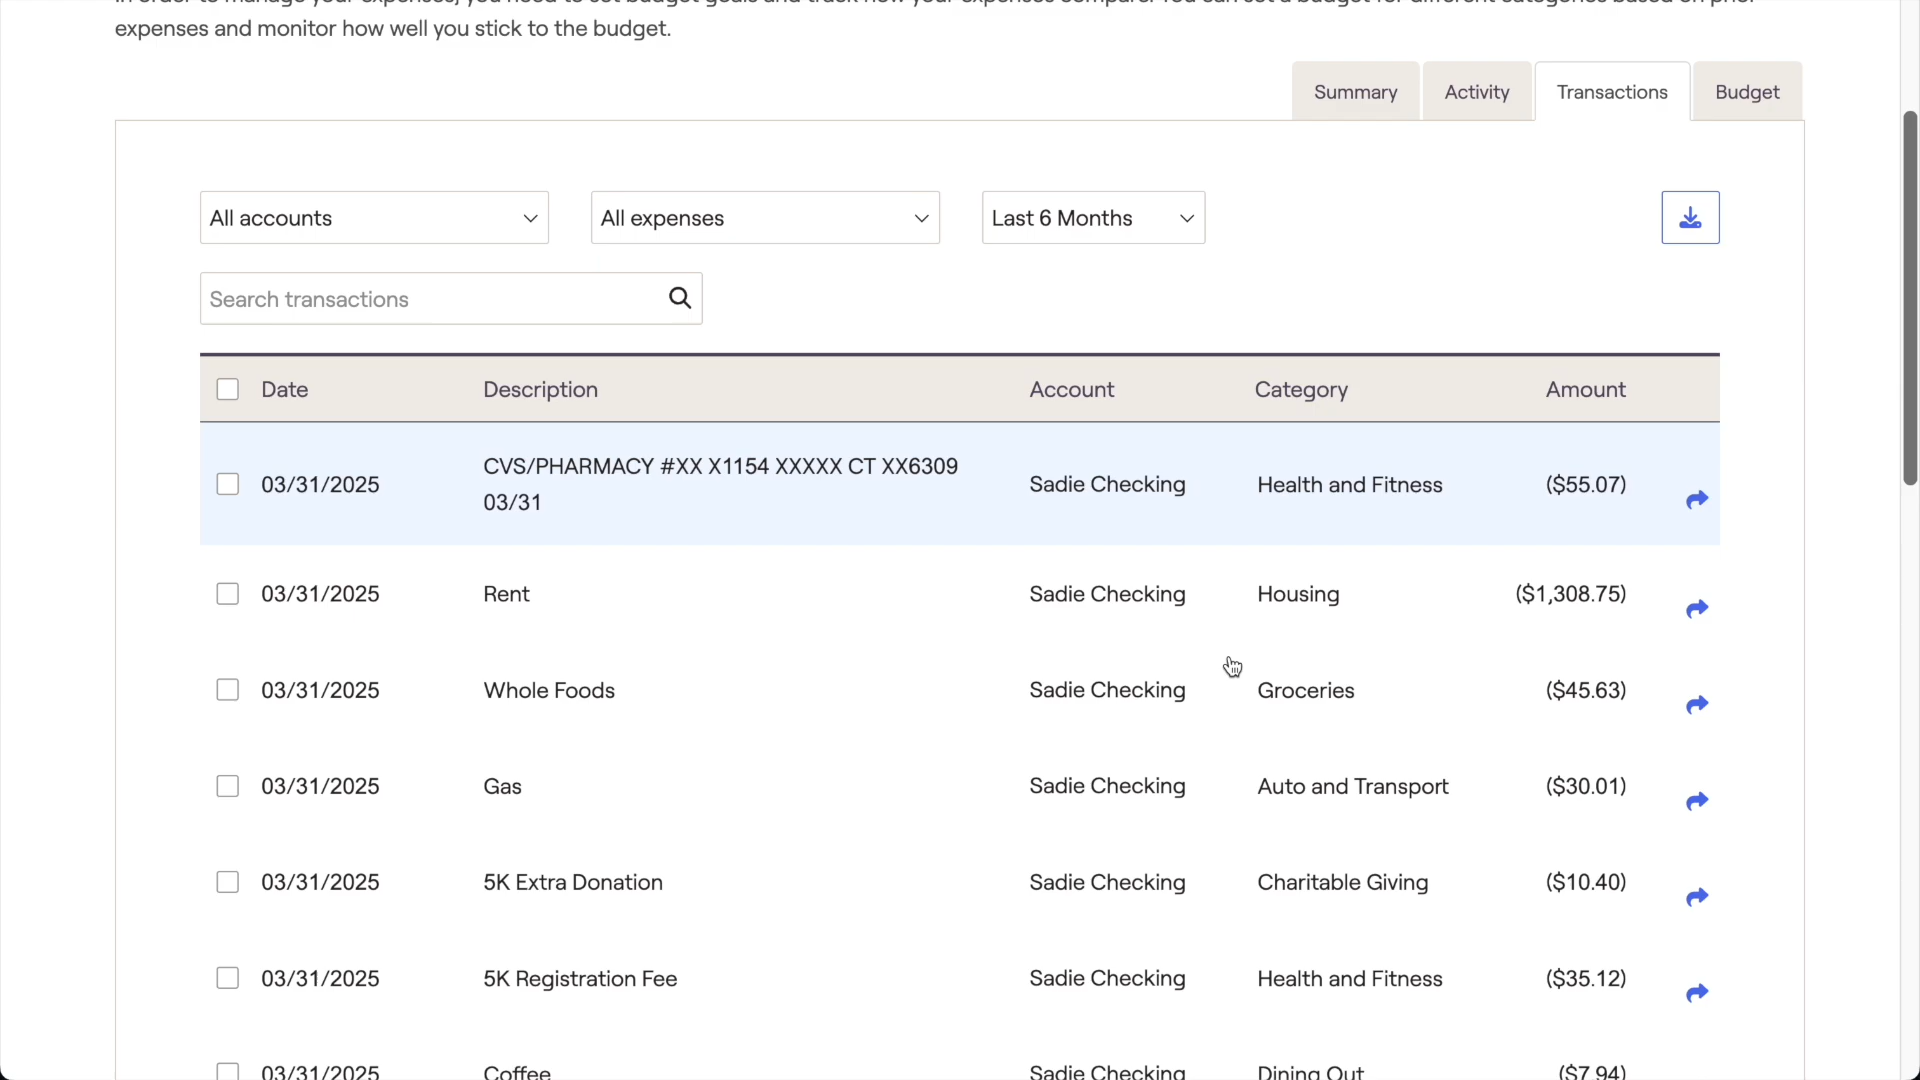 expenses and monitor how well you stick to the budget.
Summary Activity Transactions Budget
All accounts All expenses Last 6 Months
Search transactions
Date Description Account Category Amount
CVS/PHARMACY #XX X1154 XXXXX CT XX6309
03/31/2025 Sadie Checking Health and Fitness ($55.07)
03/31
03/31/2025 Rent Sadie Checking Housing ($1,308.75)
03/31/2025 Whole Foods Sadie Checking Groceries ($45.63)
03/31/2025 Gas Sadie Checking Auto and Transport ($30.01)
03/31/2025 5K Extra Donation Sadie Checking Charitable Giving ($10.40)
03/31/2025 5K Registration Fee Sadie Checking Health and Fitness ($35.12)
03/31/2025 Coffee Sadie Checking Dining Out ($7.94)